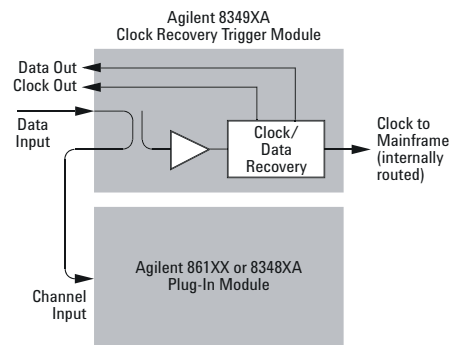 Agilent 8349XA
Clock Recovery Trigger Module
Data Out
Clock Out
Data
Input
Clock/
Data
Recovery
Clock to
Mainframe
(internally
routed)
Agilent 861XX or 8348XA
Plug-In Module
Channel
Input